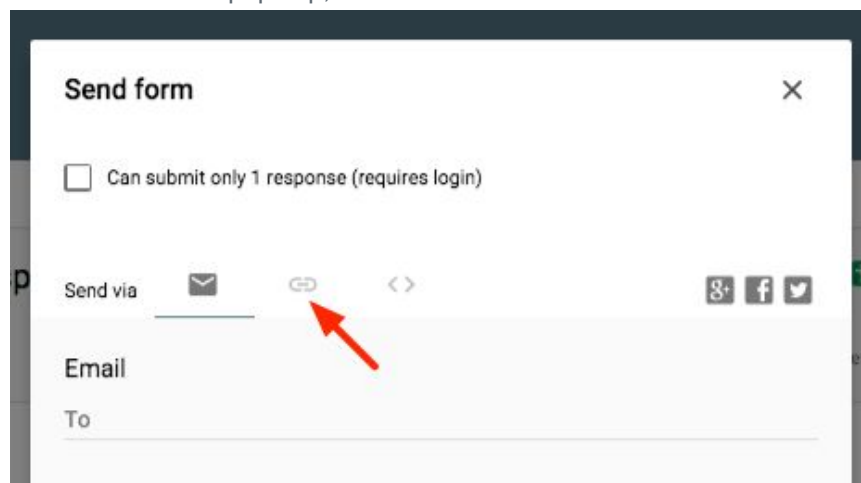 Send form
Can submit only 1 response (requires login)
Send via
Email
To